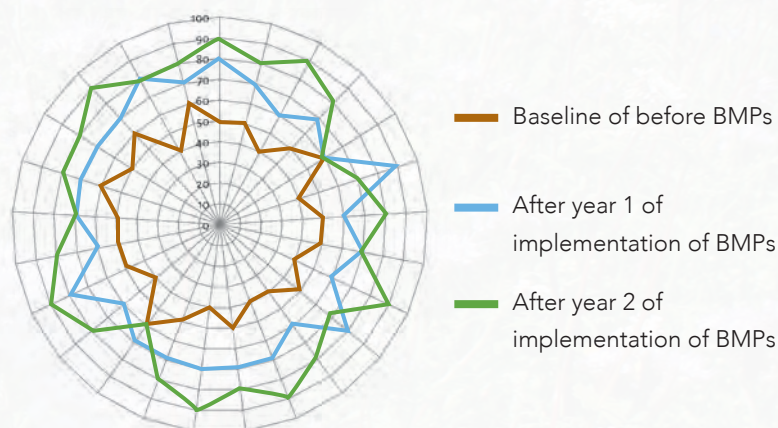 100
90
80
70
60
50
40
30
20
10
0
Baseline of before BMPs
After year 1 of
implementation of BMPs
After year 2 of
implementation of BMPs